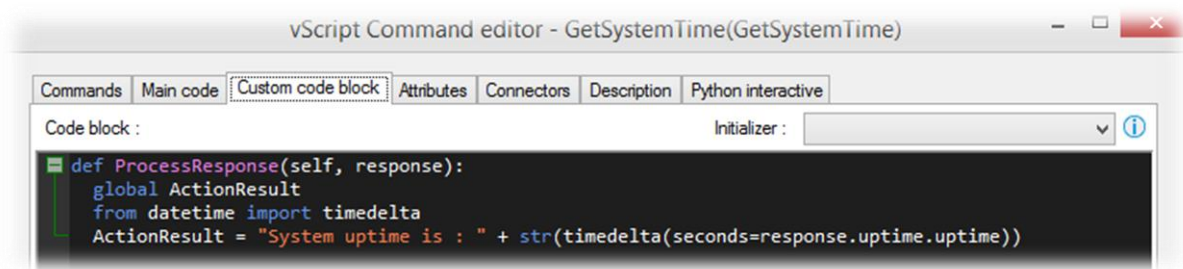 vScript Command editor - GetSystemTime(GetSystemTime)
Commands Main code Custom code block Attributes Connectors Description Python interactive
Code block : Initializer :
def ProcessResponse(self, response):
global ActionResult
from datetime import timedelta
ActionResult = "System uptime is : " + str(timedelta(seconds=response.uptime.uptime))